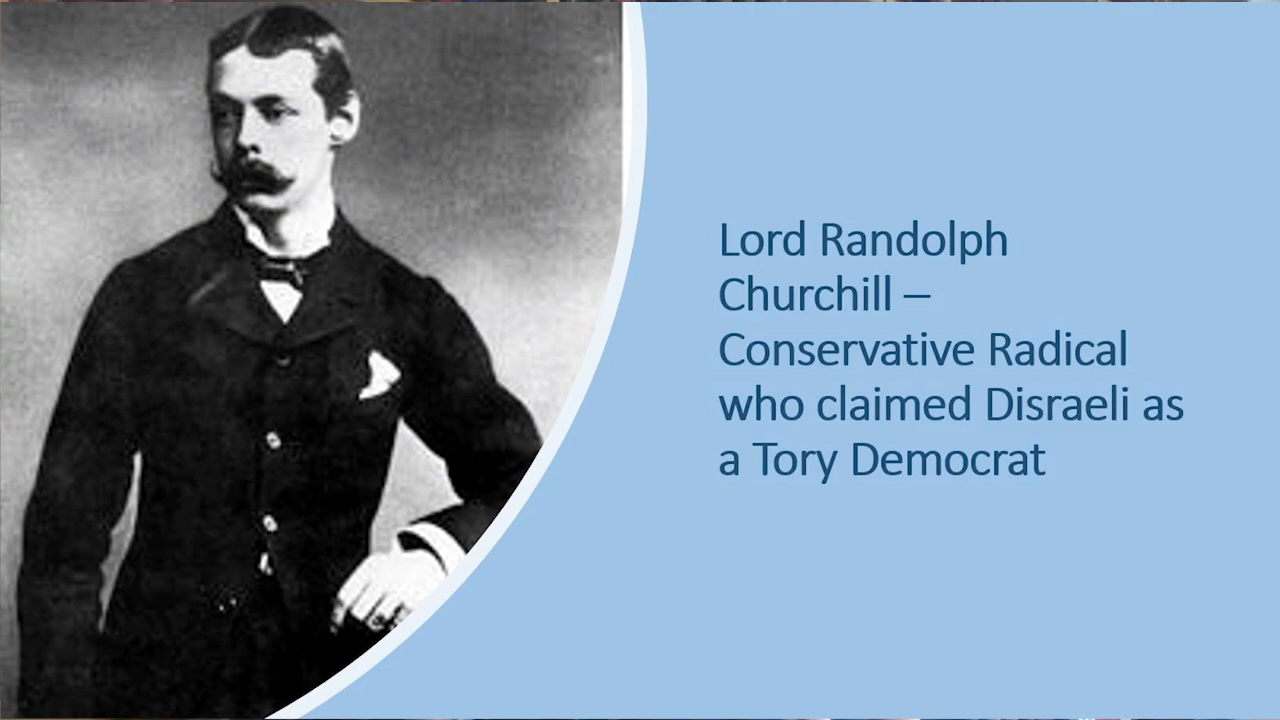 Lord Randolph
Churchill –
Conservative Radical
who claimed Disraeli as
a Tory Democrat